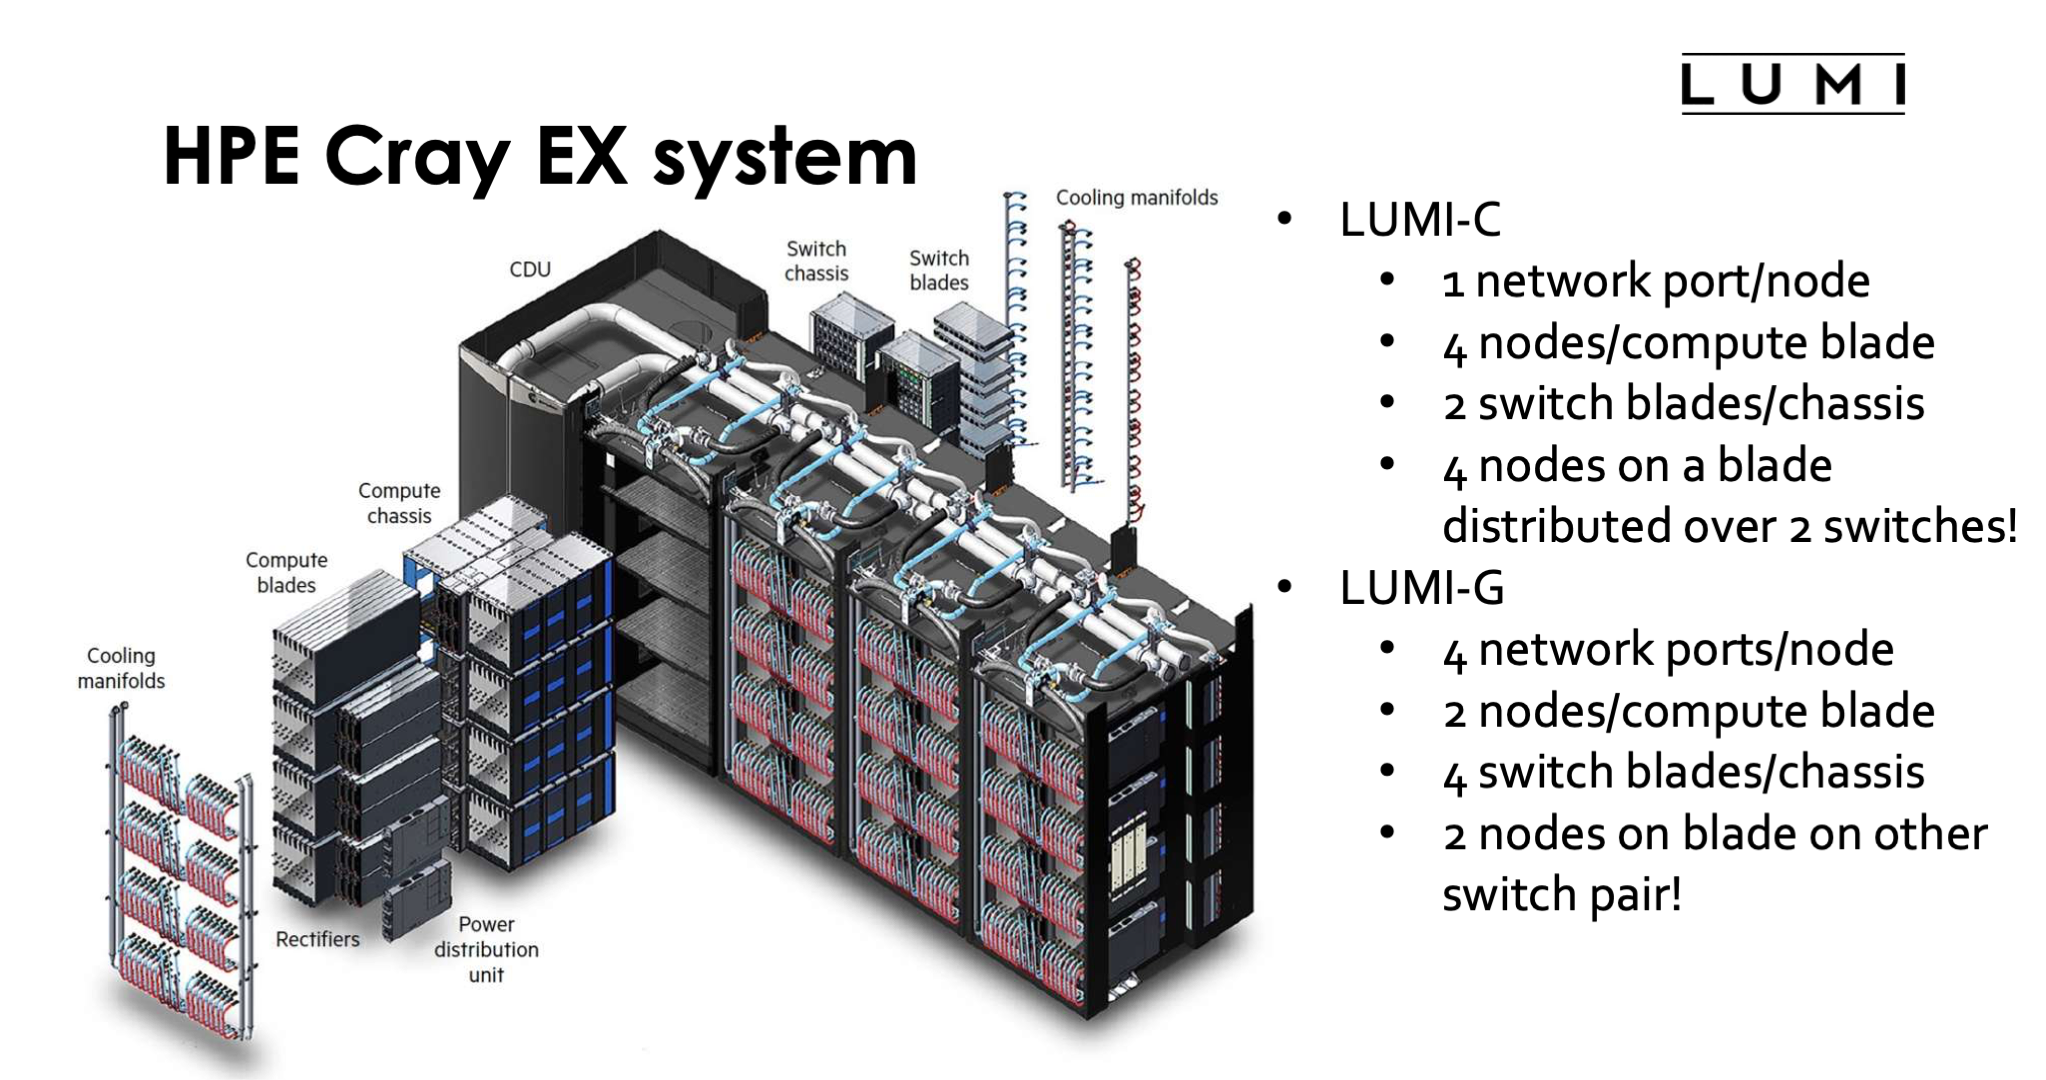 LUMI
HPE Cray EX system
Cooling manifolds
Switch
chassis
Switch
blades
CDU
Compute
chassis
Compute
blades
Cooling
manifolds
Rectifiers
Power
distribution
unit
• LUMI-C
• 1 network port/node
• 4 nodes/compute blade
• 2 switch blades/chassis
• 4 nodes on a blade
distributed over 2 switches!
• LUMI-G
• 4 network ports/node
• 2 nodes/compute blade
• 4 switch blades/chassis
• 2 nodes on blade on other
switch pair!